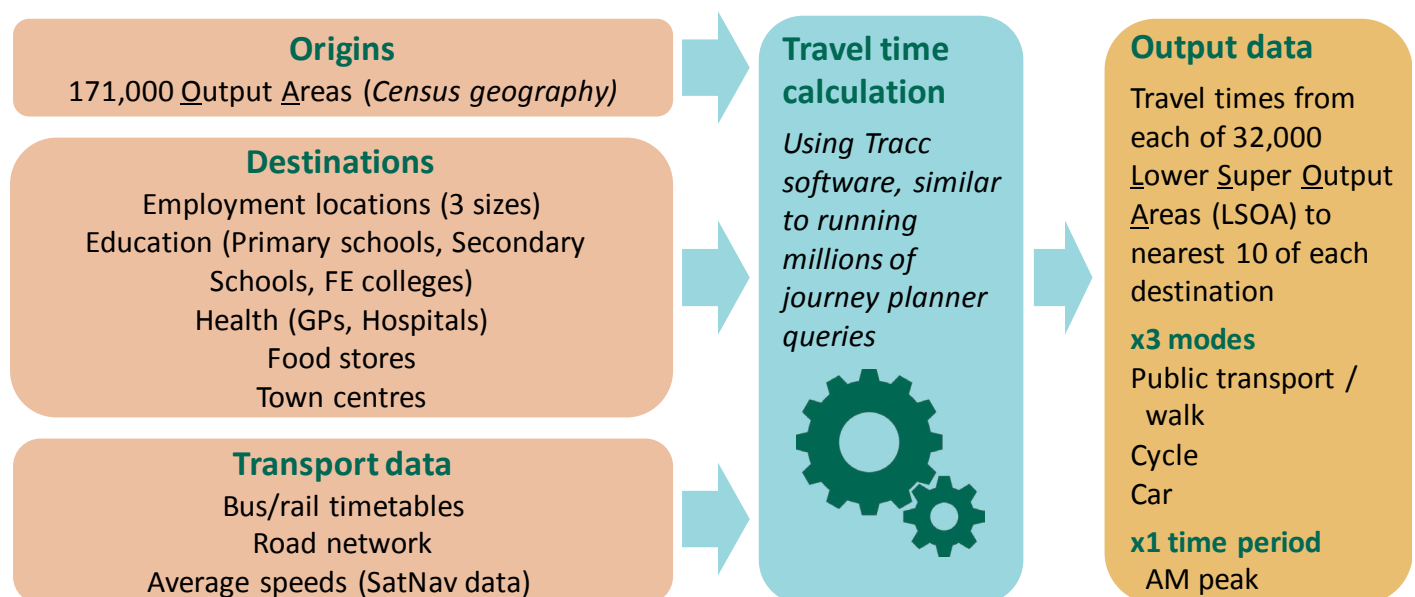 Origins
171,000 Output Areas (Census geography)
Destinations
Employment locations (3 sizes)
Education (Primary schools, Secondary
Schools, FE colleges)
Health (GPs, Hospitals)
Food stores
Town centres
Transport data
Bus/rail timetables
Road network
Average speeds (SatNav data)
Travel time
calculation
Using Tracc
software, similar
to running
millions of
journey planner
queries
Output data
Travel times from
each of 32,000
Lower Super Output
Areas (LSOA) to
nearest 10 of each
destination
x3 modes
Public transport /
walk
Cycle
Car
x1 time period
AM peak